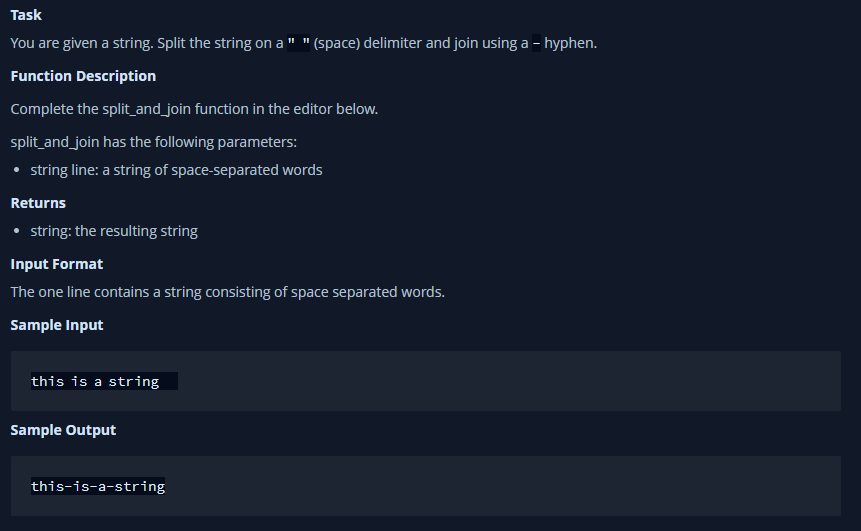 Task
You are given a string. Split the string on a " " (space) delimiter and join using a - hyphen.
Function Description
Complete the split_and_join function in the editor below.
split_and_join has the following parameters:
• string line: a string of space-separated words
Returns
• string: the resulting string
Input Format
The one line contains a string consisting of space separated words.
Sample Input
this is a string
Sample Output
this-is-a-string